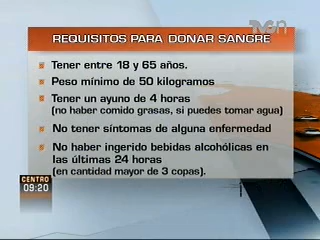 TVCn
REQUISITOS PARA DONAR SANGRE
Tener entre 18 y 65 años.
Peso mínimo de 50 kilogramos
Tener un ayuno de 4 horas
(no haber comido grasas, si puedes tomar agua)
No tener síntomas de alguna enfermedad
No haber ingerido bebidas alcohólicas en
las últimas 24 horas
(en cantidad mayor de 3 copas).
CENTRO
09:20